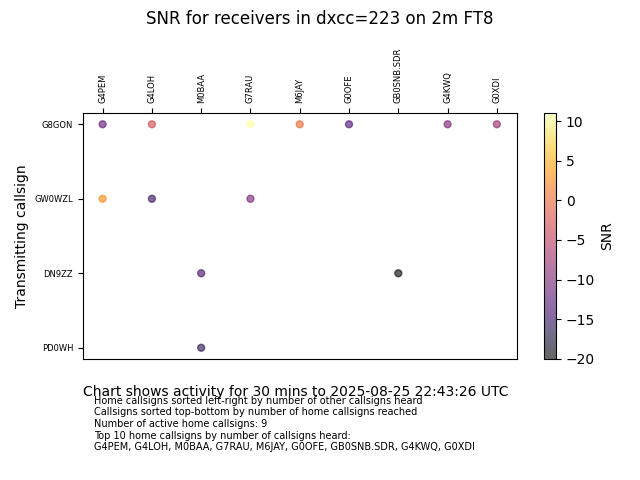 SNR for receivers in dxcc=223 on 2m FT8
G4PEM G4LOH M0BAA G7RAU M6JAY G0OFE GB0SNB.SDR G4KWQ G0XDI
Transmitting callsign
G8GON
GW0WZL
DN9ZZ
PD0WH
10
5
0
−5
−10
−15
−20
SNR
Chart shows activity for 30 mins to 2025-08-25 22:43:26 UTC
Home callsigns sorted left-right by number of other callsigns heard
Callsigns sorted top-bottom by number of home callsigns reached
Number of active home callsigns: 9
Top 10 home callsigns by number of callsigns heard:
G4PEM, G4LOH, M0BAA, G7RAU, M6JAY, G0OFE, GB0SNB.SDR, G4KWQ, G0XDI